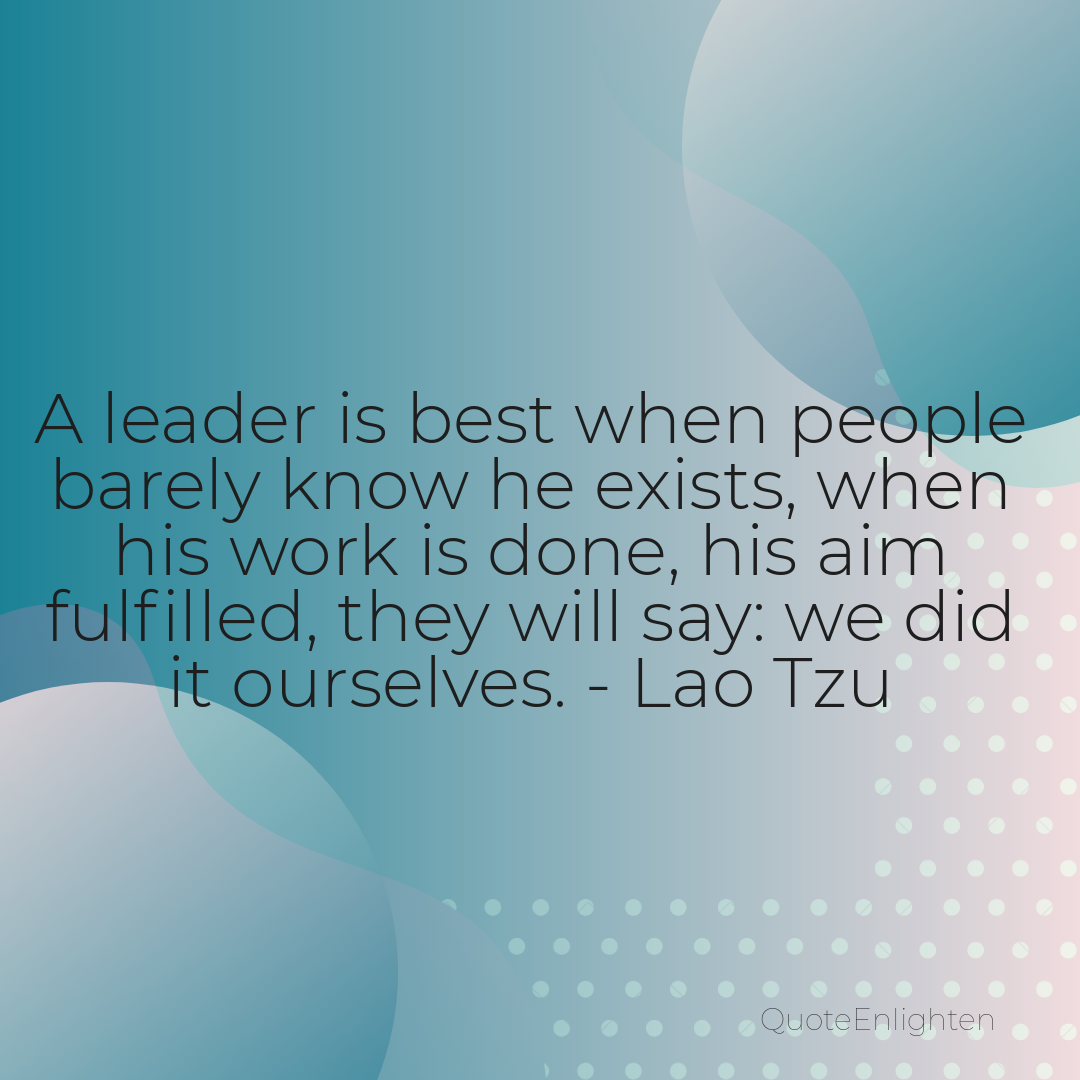 A leader is best when people
barely know he exists, when
his work is done, his aim
fulfilled, they will say: we did
it ourselves. - Lao Tzu
QuoteEnlighten